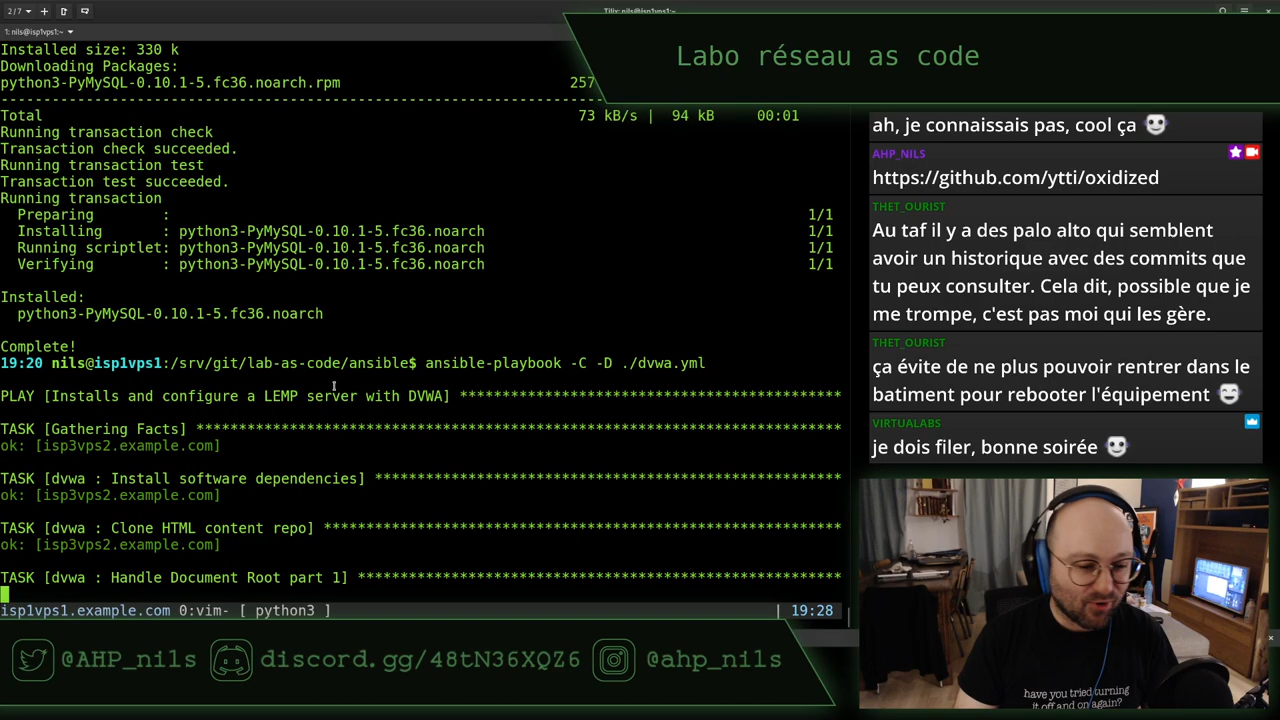 2/7
Tilix: nils@isp1vps1:~
1: nils@isp1vps1:~
Installed size: 330 k
Downloading Packages:
python3-PyMySQL-0.10.1-5.fc36.noarch.rpm 257
--------------------------------------------------------------------------------
Total 73 kB/s | 94 kB 00:01
Running transaction check
Transaction check succeeded.
Running transaction test
Transaction test succeeded.
Running transaction
Preparing : 1/1
Installing : python3-PyMySQL-0.10.1-5.fc36.noarch 1/1
Running scriptlet: python3-PyMySQL-0.10.1-5.fc36.noarch 1/1
Verifying : python3-PyMySQL-0.10.1-5.fc36.noarch 1/1
Installed:
python3-PyMySQL-0.10.1-5.fc36.noarch
Complete!
19:20 nils@isp1vps1:/srv/git/lab-as-code/ansible$ ansible-playbook -C -D ./dvwa.yml
PLAY [Installs and configure a LEMP server with DVWA] *********************************************
TASK [Gathering Facts] ****************************************************************************
ok: [isp3vps2.example.com]
TASK [dvwa : Install software dependencies] *******************************************************
ok: [isp3vps2.example.com]
TASK [dvwa : Clone HTML content repo] *************************************************************
ok: [isp3vps2.example.com]
TASK [dvwa : Handle Document Root part 1] *********************************************************
isp1vps1.example.com 0:vim- [ python3 ] | 19:28
Labo réseau as code
ah, je connaissais pas, cool ça
AHP_NILS
https://github.com/ytti/oxidized
THET_OURIST
Au taf il y a des palo alto qui semblent
avoir un historique avec des commits que
tu peux consulter. Cela dit, possible que je
me trompe, c'est pas moi qui les gère.
THET_OURIST
ça évite de ne plus pouvoir rentrer dans le
batiment pour rebooter l'équipement
VIRTUALABS
je dois filer, bonne soirée
have you tried turning
it off and on again?
@AHP_nils
discord.gg/48tN36XQZ6
@ahp_nils